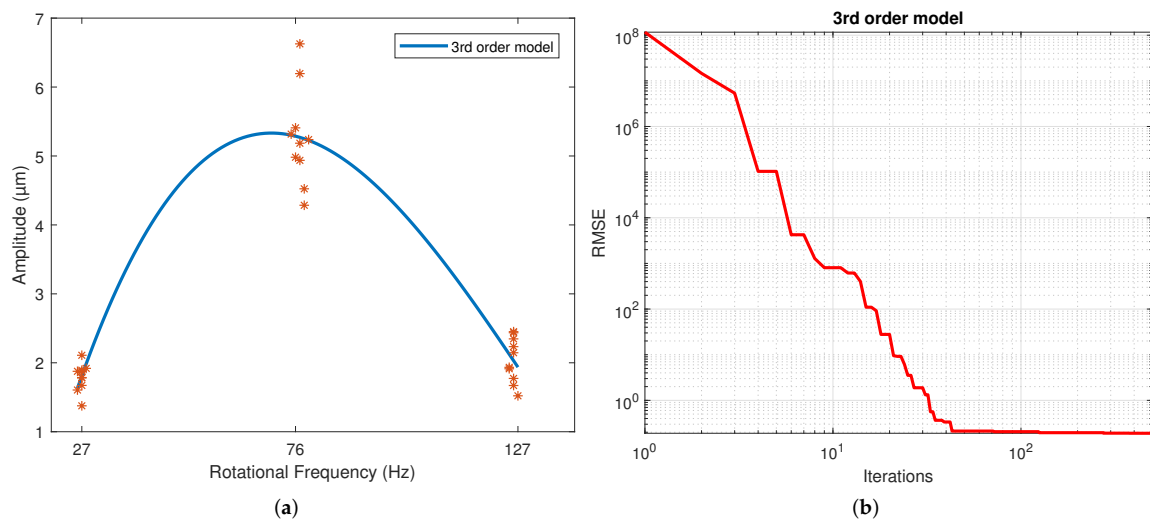 7
6
5
4
3
2
1
Amplitude (µm)
3rd order model
27
76
127
Rotational Frequency (Hz)
(a)
3rd order model
10^8
10^6
10^4
10^2
10^0
RMSE
10^0
10^1
10^2
Iterations
(b)